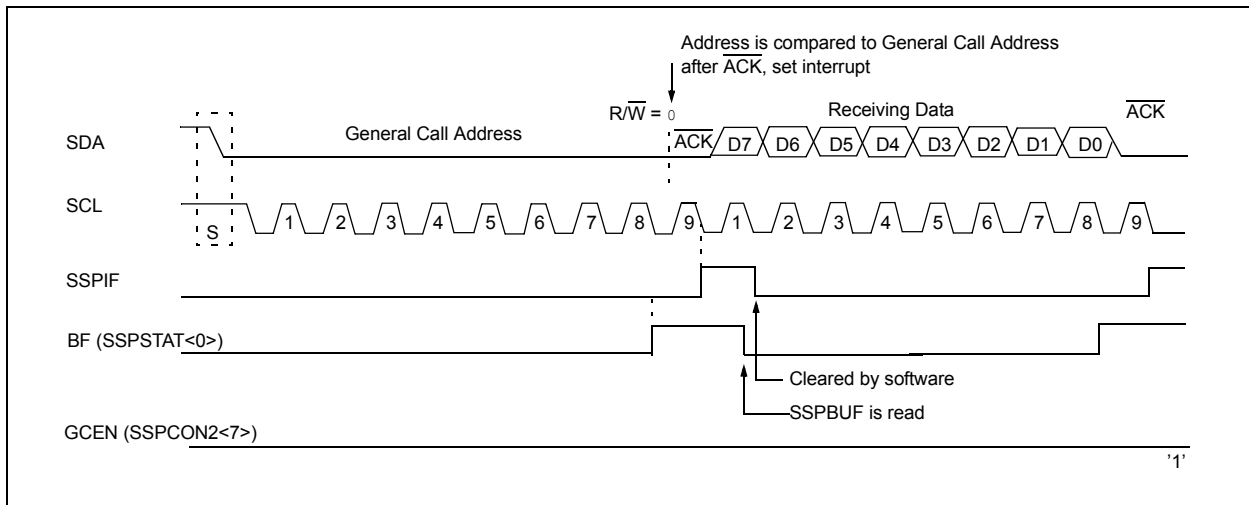 Address is compared to General Call Address
after ACK, set interrupt
R/W = 0
SDA
General Call Address
ACK
Receiving Data
D7 D6 D5 D4 D3 D2 D1 D0
ACK
SCL
S
1 2 3 4 5 6 7 8 9 1 2 3 4 5 6 7 8 9
SSPIF
BF (SSPSTAT<0>)
Cleared by software
SSPBUF is read
GCEN (SSPCON2<7>)
'1'